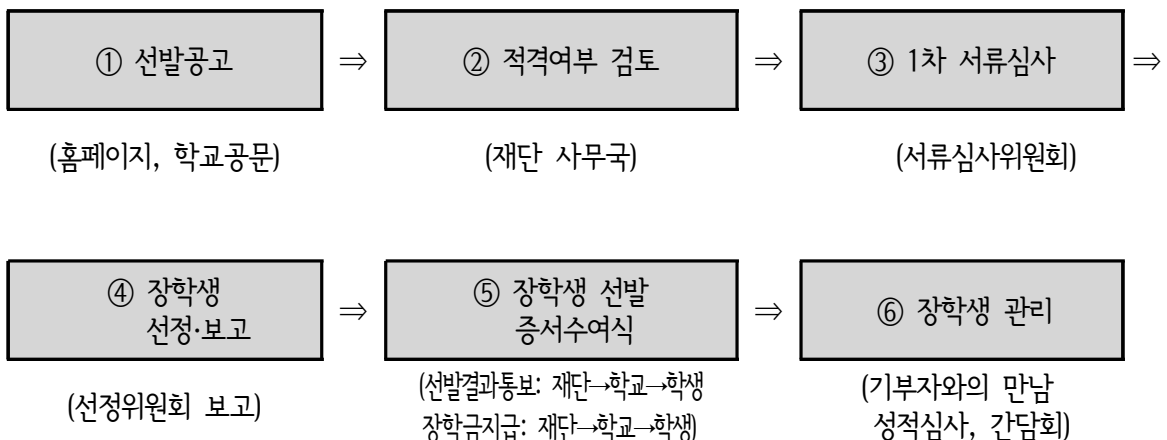 ① 선발공고 ⇒ ② 적격여부 검토 ⇒ ③ 1차 서류심사 ⇒
(홈페이지, 학교공문) (재단 사무국) (서류심사위원회)
④ 장학생
선정·보고 ⇒ ⑤ 장학생 선발
증서수여식 ⇒ ⑥ 장학생 관리
(선정위원회 보고) (선발결과통보: 재단→학교→학생
장학금지급: 재단→학교→학생) (기부자와의 만남
성적심사, 간담회)